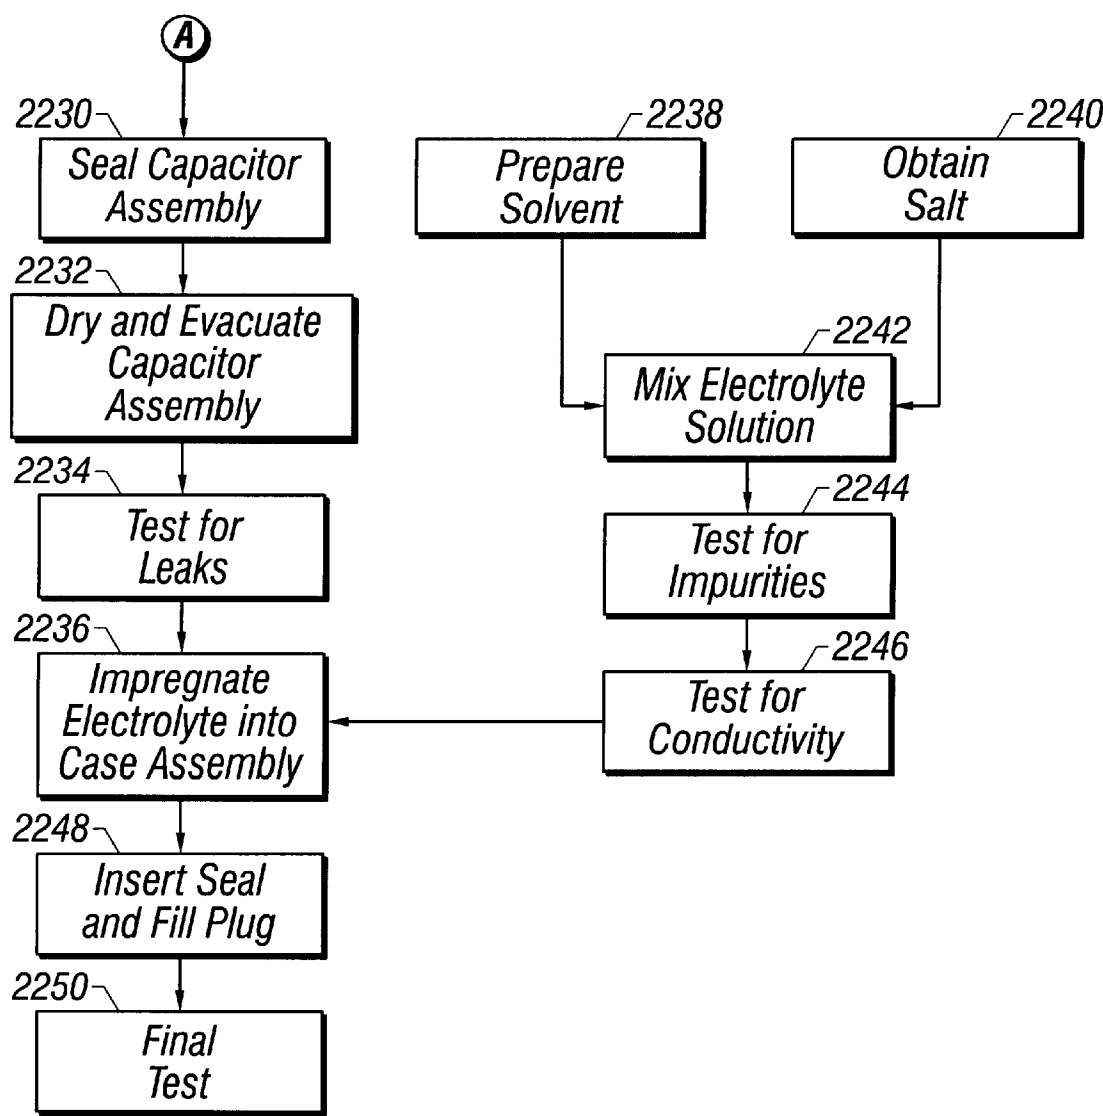 A
2230
Seal Capacitor
Assembly
2232
Dry and Evacuate
Capacitor
Assembly
2234
Test for
Leaks
2236
Impregnate
Electrolyte into
Case Assembly
2248
Insert Seal
and Fill Plug
2250
Final
Test
2238
Prepare
Solvent
2240
Obtain
Salt
2242
Mix Electrolyte
Solution
2244
Test for
Impurities
2246
Test for
Conductivity